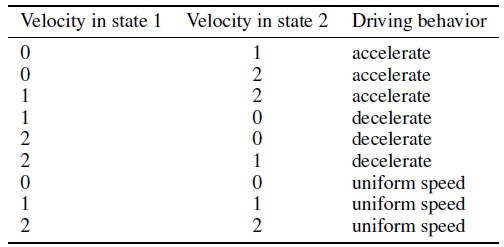 Velocity in state 1 Velocity in state 2 Driving behavior
0 1 accelerate
0 2 accelerate
1 2 accelerate
1 0 decelerate
2 0 decelerate
2 1 decelerate
0 0 uniform speed
1 1 uniform speed
2 2 uniform speed